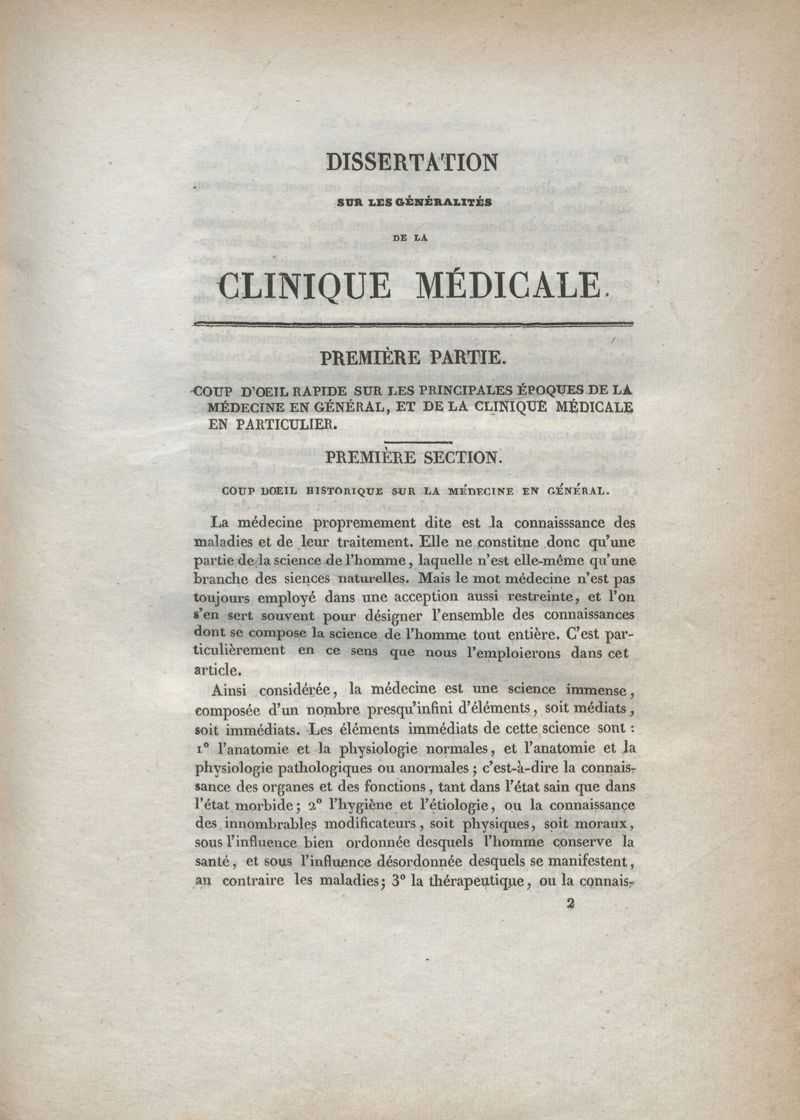 DISSERTATION
SUR LES GÉNÉRALITÉS
DE LA
CLINIQUE MÉDICALE.
PREMIÈRE PARTIE.
COUP D'OEIL RAPIDE SUR LES PRINCIPALES ÉPOQUES DE LA
MÉDECINE EN GÉNÉRAL, ET DE LA CLINIQUE MÉDICALE
EN PARTICULIER.
PREMIÈRE SECTION.
COUP DOEIL HISTORIQUE SUR LA MÉDECINE EN GÉNÉRAL.
La médecine propremement dite est la connaisssance des
maladies et de leur traitement. Elle ne constitue donc qu'une
partie de la science de l'homme, laquelle n'est elle-même qu'une
branche des siences naturelles. Mais le mot médecine n'est pas
toujours employé dans une acception aussi restreinte, et l'on
s'en sert souvent pour désigner l'ensemble des connaissances
dont se compose la science de l'homme tout entière. C'est par-
ticulièrement en ce sens que nous l'emploierons dans cet
article.
Ainsi considérée, la médecine est une science immense,
composée d'un nombre presqu'infini d'éléments, soit médiats,
soit immédiats. Les éléments immédiats de cette science sont :
1° l'anatomie et la physiologie normales, et l'anatomie et la
physiologie pathologiques ou anormales ; c'est-à-dire la connais-
sance des organes et des fonctions, tant dans l'état sain que dans
l'état morbide; 2° l'hygiène et l'étiologie, ou la connaissance
des innombrables modificateurs, soit physiques, soit moraux,
sous l'influence bien ordonnée desquels l'homme conserve la
santé, et sous l'influence désordonnée desquels se manifestent,
au contraire les maladies; 3° la thérapeutique, ou la connais-
2